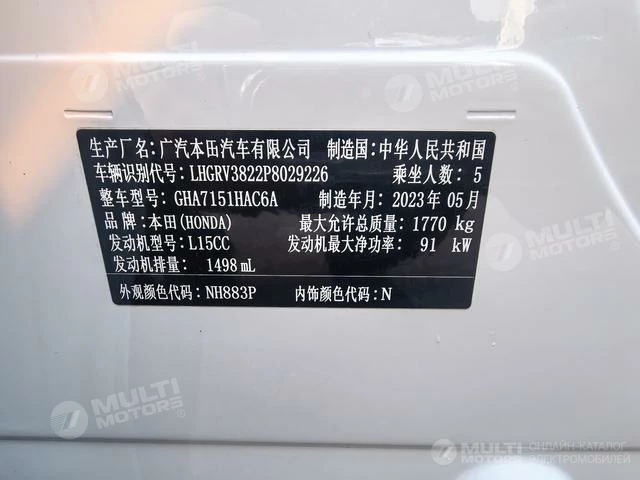 MULTI MOTORS
MULTI MOTORS
生产厂名:广汽本田汽车有限公司 制造国:中华人民共和国
车辆识别代号: LHGRV3822P8029226 乘坐人数: 5
整车型号: GHA7151HAC6A 制造年月: 2023年05月
品牌:本田(HONDA) 最大允许总质量: 1770 kg
发动机型号: L15CC 发动机最大净功率: 91 kW
发动机排量: 1498 mL
外观颜色代码: NH883P 内饰颜色代码: N
MULTI MOTORS
MULTI MOTORS
MULTI MOTORS ОНЛАЙН-КАТАЛОГ ЭЛЕКТРОМОБИЛЕЙ